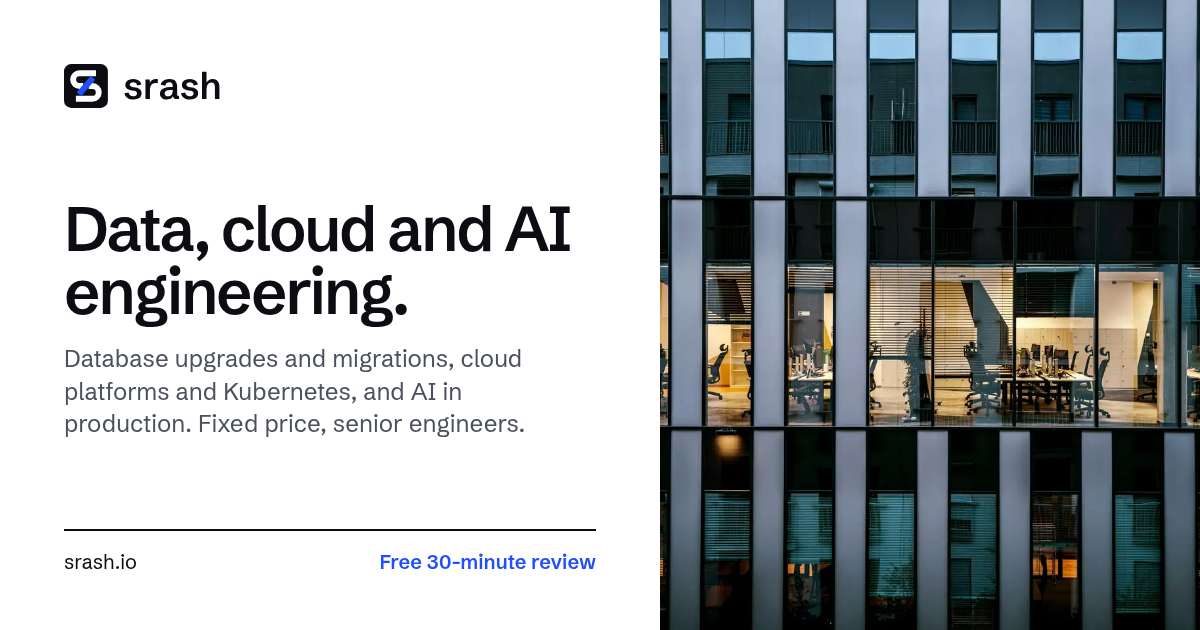 srash
Data, cloud and AI
engineering.
Database upgrades and migrations, cloud
platforms and Kubernetes, and AI in
production. Fixed price, senior engineers.
srash.io
Free 30-minute review